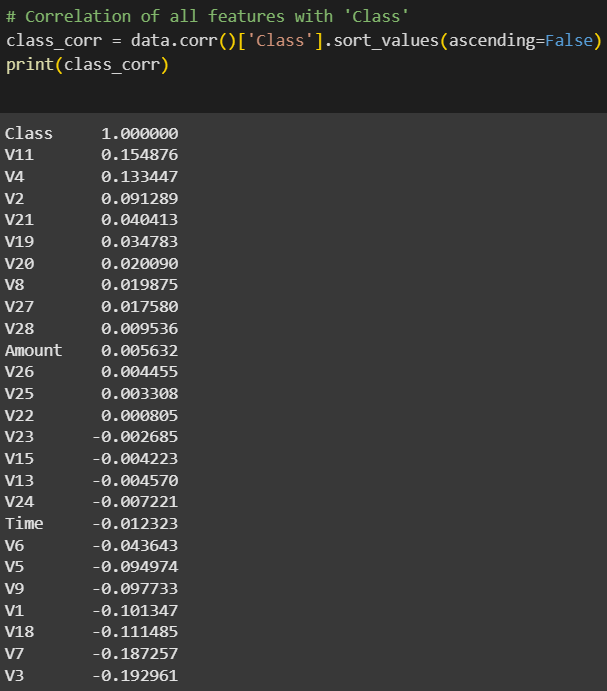 # Correlation of all features with 'Class'
class_corr = data.corr()['Class'].sort_values(ascending=False)
print(class_corr)
Class     1.000000
V11       0.154876
V4        0.133447
V2        0.091289
V21       0.040413
V19       0.034783
V20       0.020090
V8        0.019875
V27       0.017580
V28       0.009536
Amount    0.005632
V26       0.004455
V25       0.003308
V22       0.000805
V23      -0.002685
V15      -0.004223
V13      -0.004570
V24      -0.007221
Time     -0.012323
V6       -0.043643
V5       -0.094974
V9       -0.097733
V1       -0.101347
V18      -0.111485
V7       -0.187257
V3       -0.192961